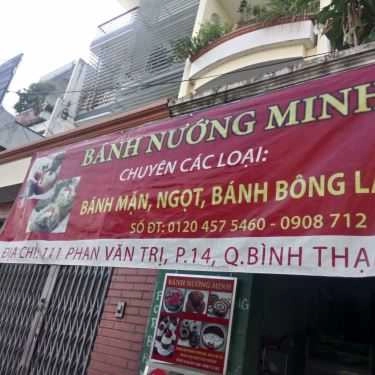 BÁNH NƯỚNG MINH
CHUYÊN CÁC LOẠI:
BÁNH MẶN, NGỌT, BÁNH BÔNG LA
SỐ ĐT: 0120 457 5460 - 0908 712
ĐỊA CHỈ: 111 PHAN VĂN TRỊ, P.14, Q.BÌNH THẠ
BÁNH NƯỚNG MINH